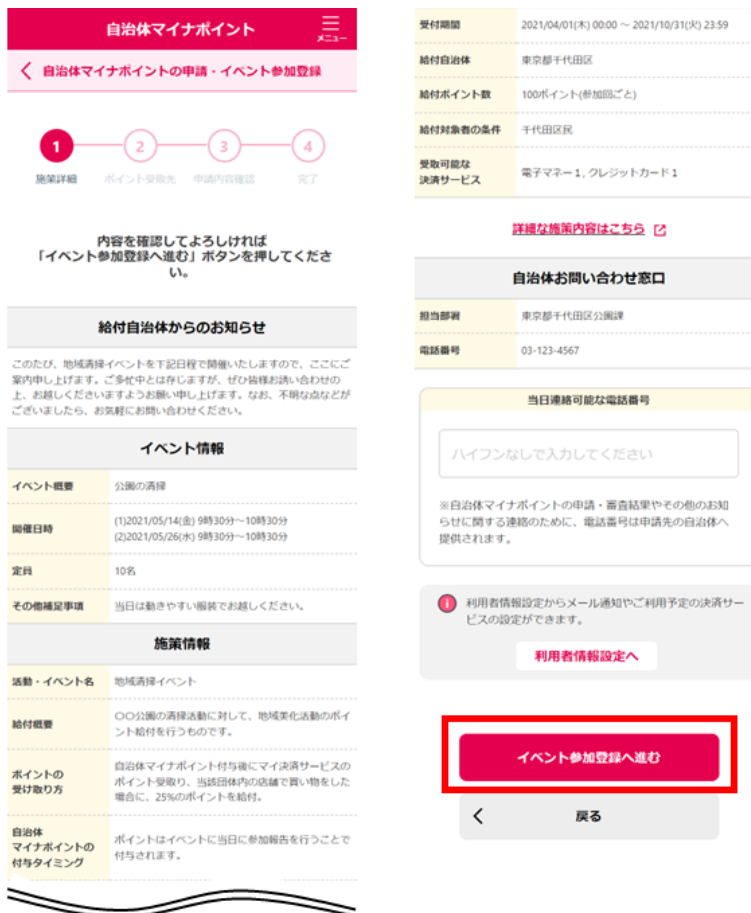 自治体マイナポイント
メニュー
自治体マイナポイントの申請・イベント参加登録
1
2
3
4
施策詳細
ポイント受取先
申請内容確認
完了
内容を確認してよろしければ
「イベント参加登録へ進む」ボタンを押してくださ
い。
給付自治体からのお知らせ
このたび、地域清掃イベントを下記日程で開催いたしますので、ここにご
案内申し上げます。ご多忙中とは存じますが、ぜひ皆様お誘い合わせの
上、お越しくださいますようお願い申し上げます。なお、不明な点などが
ございましたら、お気軽にお問い合わせください。
イベント情報
イベント概要
公園の清掃
開催日時
(1)2021/05/14(金) 9時30分～10時30分
(2)2021/05/26(水) 9時30分～10時30分
定員
10名
その他補足事項
当日は動きやすい服装でお越しください。
施策情報
活動・イベント名
地域清掃イベント
給付概要
〇〇公園の清掃活動に対して、地域美化活動のポイ
ント給付を行うものです。
ポイントの
受け取り方
自治体マイナポイント付与後にマイ決済サービスの
ポイント受取り、当該団体内の店舗で買い物をした
場合に、25%のポイントを給付。
自治体
マイナポイントの
付与タイミング
ポイントはイベントに当日に参加報告を行うことで
付与されます。
受付期間
2021/04/01(木) 00:00 ～ 2021/10/31(火) 23:59
給付自治体
東京都千代田区
給付ポイント数
100ポイント(参加回ごと)
給付対象者の条件
千代田区民
受取可能な
決済サービス
電子マネー１, クレジットカード１
詳細な施策内容はこちら
自治体お問い合わせ窓口
担当部署
東京都千代田区公園課
電話番号
03-123-4567
当日連絡可能な電話番号
ハイフンなしで入力してください
※自治体マイナポイントの申請・審査結果やその他のお知
らせに関する連絡のために、電話番号は申請先の自治体へ
提供されます。
利用者情報設定からメール通知やご利用予定の決済サー
ビスの設定ができます。
利用者情報設定へ
イベント参加登録へ進む
戻る